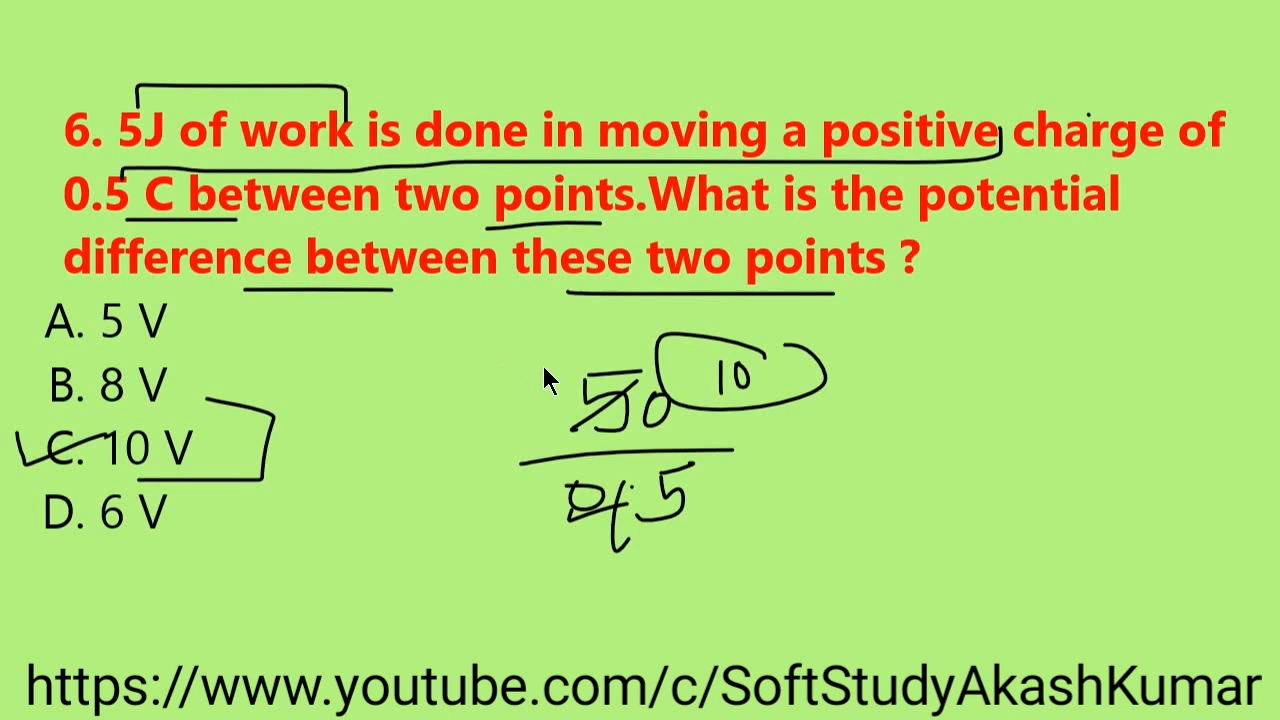 6. 5J of work is done in moving a positive charge of
0.5 C between two points.What is the potential
difference between these two points ?
A. 5 V
B. 8 V
C. 10 V
D. 6 V
50
10
0.5
https://www.youtube.com/c/SoftStudyAkashKumar